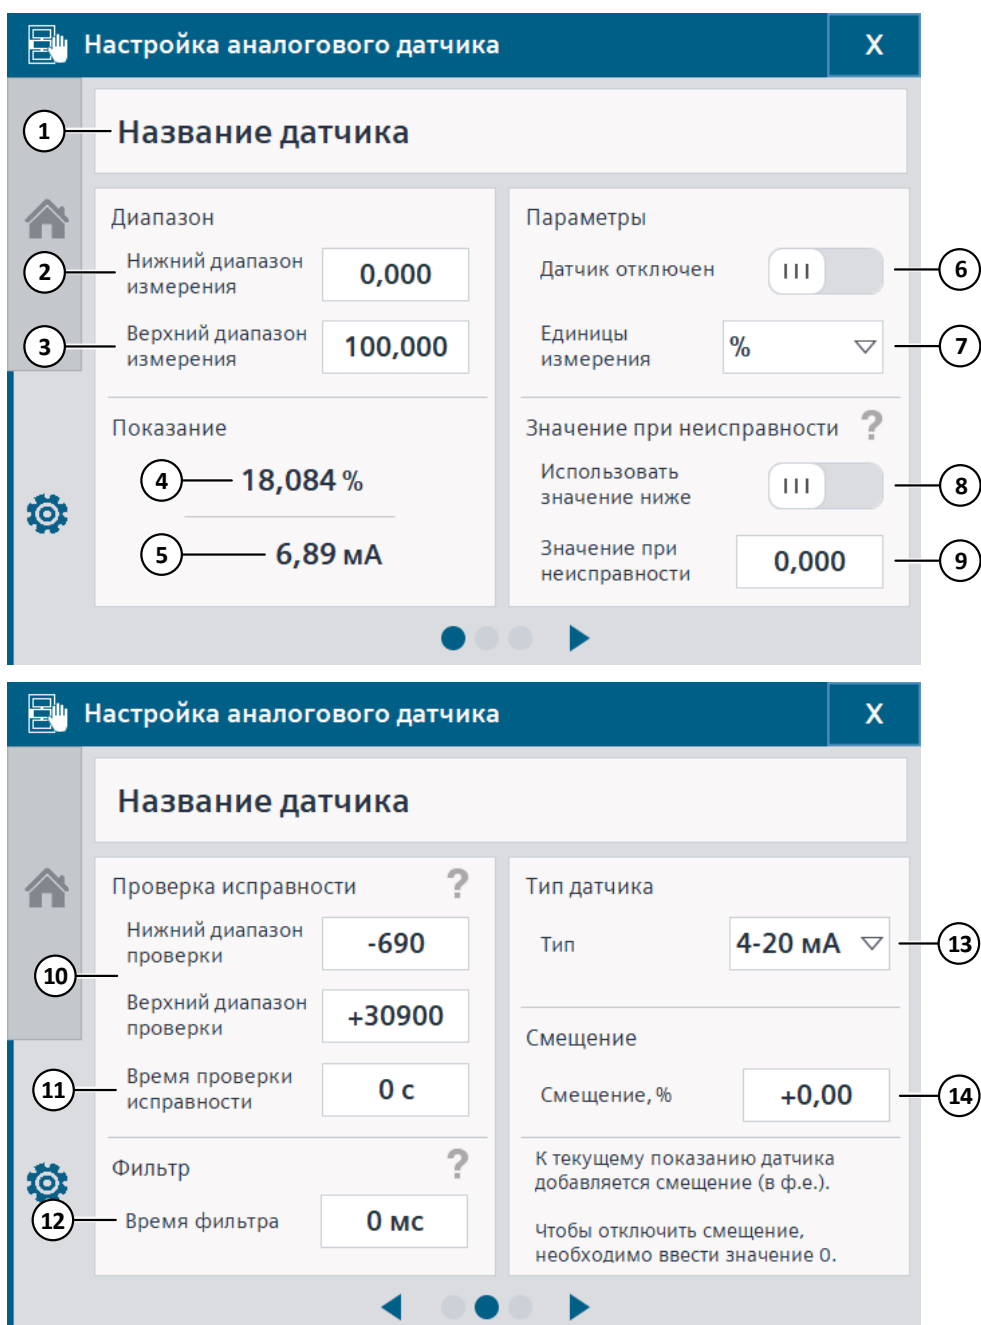 Настройка аналогового датчика X
1 Название датчика
Диапазон
2 Нижний диапазон
измерения 0,000
3 Верхний диапазон
измерения 100,000
Показание
4 18,084 %
5 6,89 мА
Параметры
Датчик отключен 6
Единицы
измерения % 7
Значение при неисправности ?
Использовать
значение ниже 8
Значение при
неисправности 0,000 9
Настройка аналогового датчика X
Название датчика
Проверка исправности ?
Нижний диапазон
проверки -690
10
Верхний диапазон
проверки +30900
11 Время проверки
исправности 0 с
Фильтр ?
12 Время фильтра 0 мс
Тип датчика
Тип 4-20 мА 13
Смещение
Смещение, % +0,00 14
К текущему показанию датчика
добавляется смещение (в ф.е.).
Чтобы отключить смещение,
необходимо ввести значение 0.